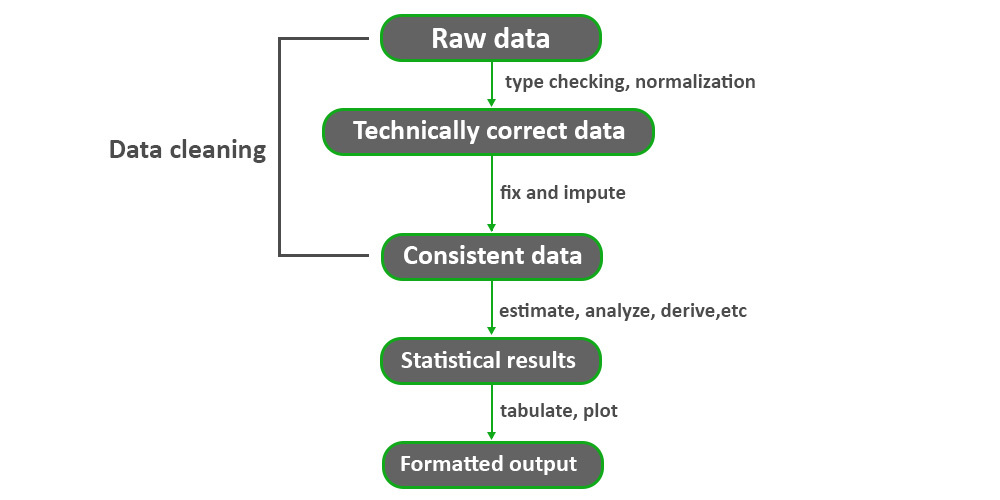 Raw data
type checking, normalization
Technically correct data
Data cleaning
fix and impute
Consistent data
estimate, analyze, derive,etc
Statistical results
tabulate, plot
Formatted output